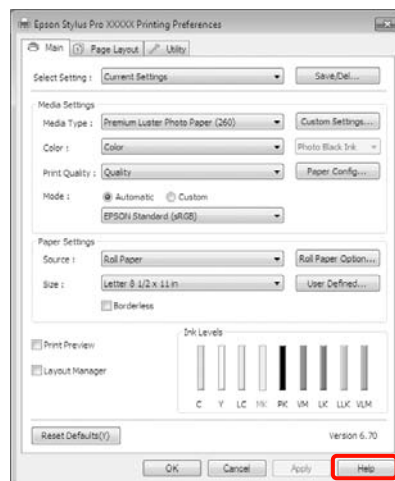 Epson Stylus Pro XXXXX Printing Preferences
Main Page Layout Utility
Select Setting : Current Settings Save/Del...
Media Settings
Media Type : Premium Luster Photo Paper (260) Custom Settings...
Color : Color Photo Black Ink
Print Quality : Quality Paper Config...
Mode : Automatic Custom
EPSON Standard (sRGB)
Paper Settings
Source : Roll Paper Roll Paper Option...
Size : Letter 8 1/2 x 11 in User Defined...
Borderless
Ink Levels
Print Preview
Layout Manager
C Y LC MK PK VM LK LLK VLM
Reset Defaults(Y) Version 6.70
OK Cancel Apply Help